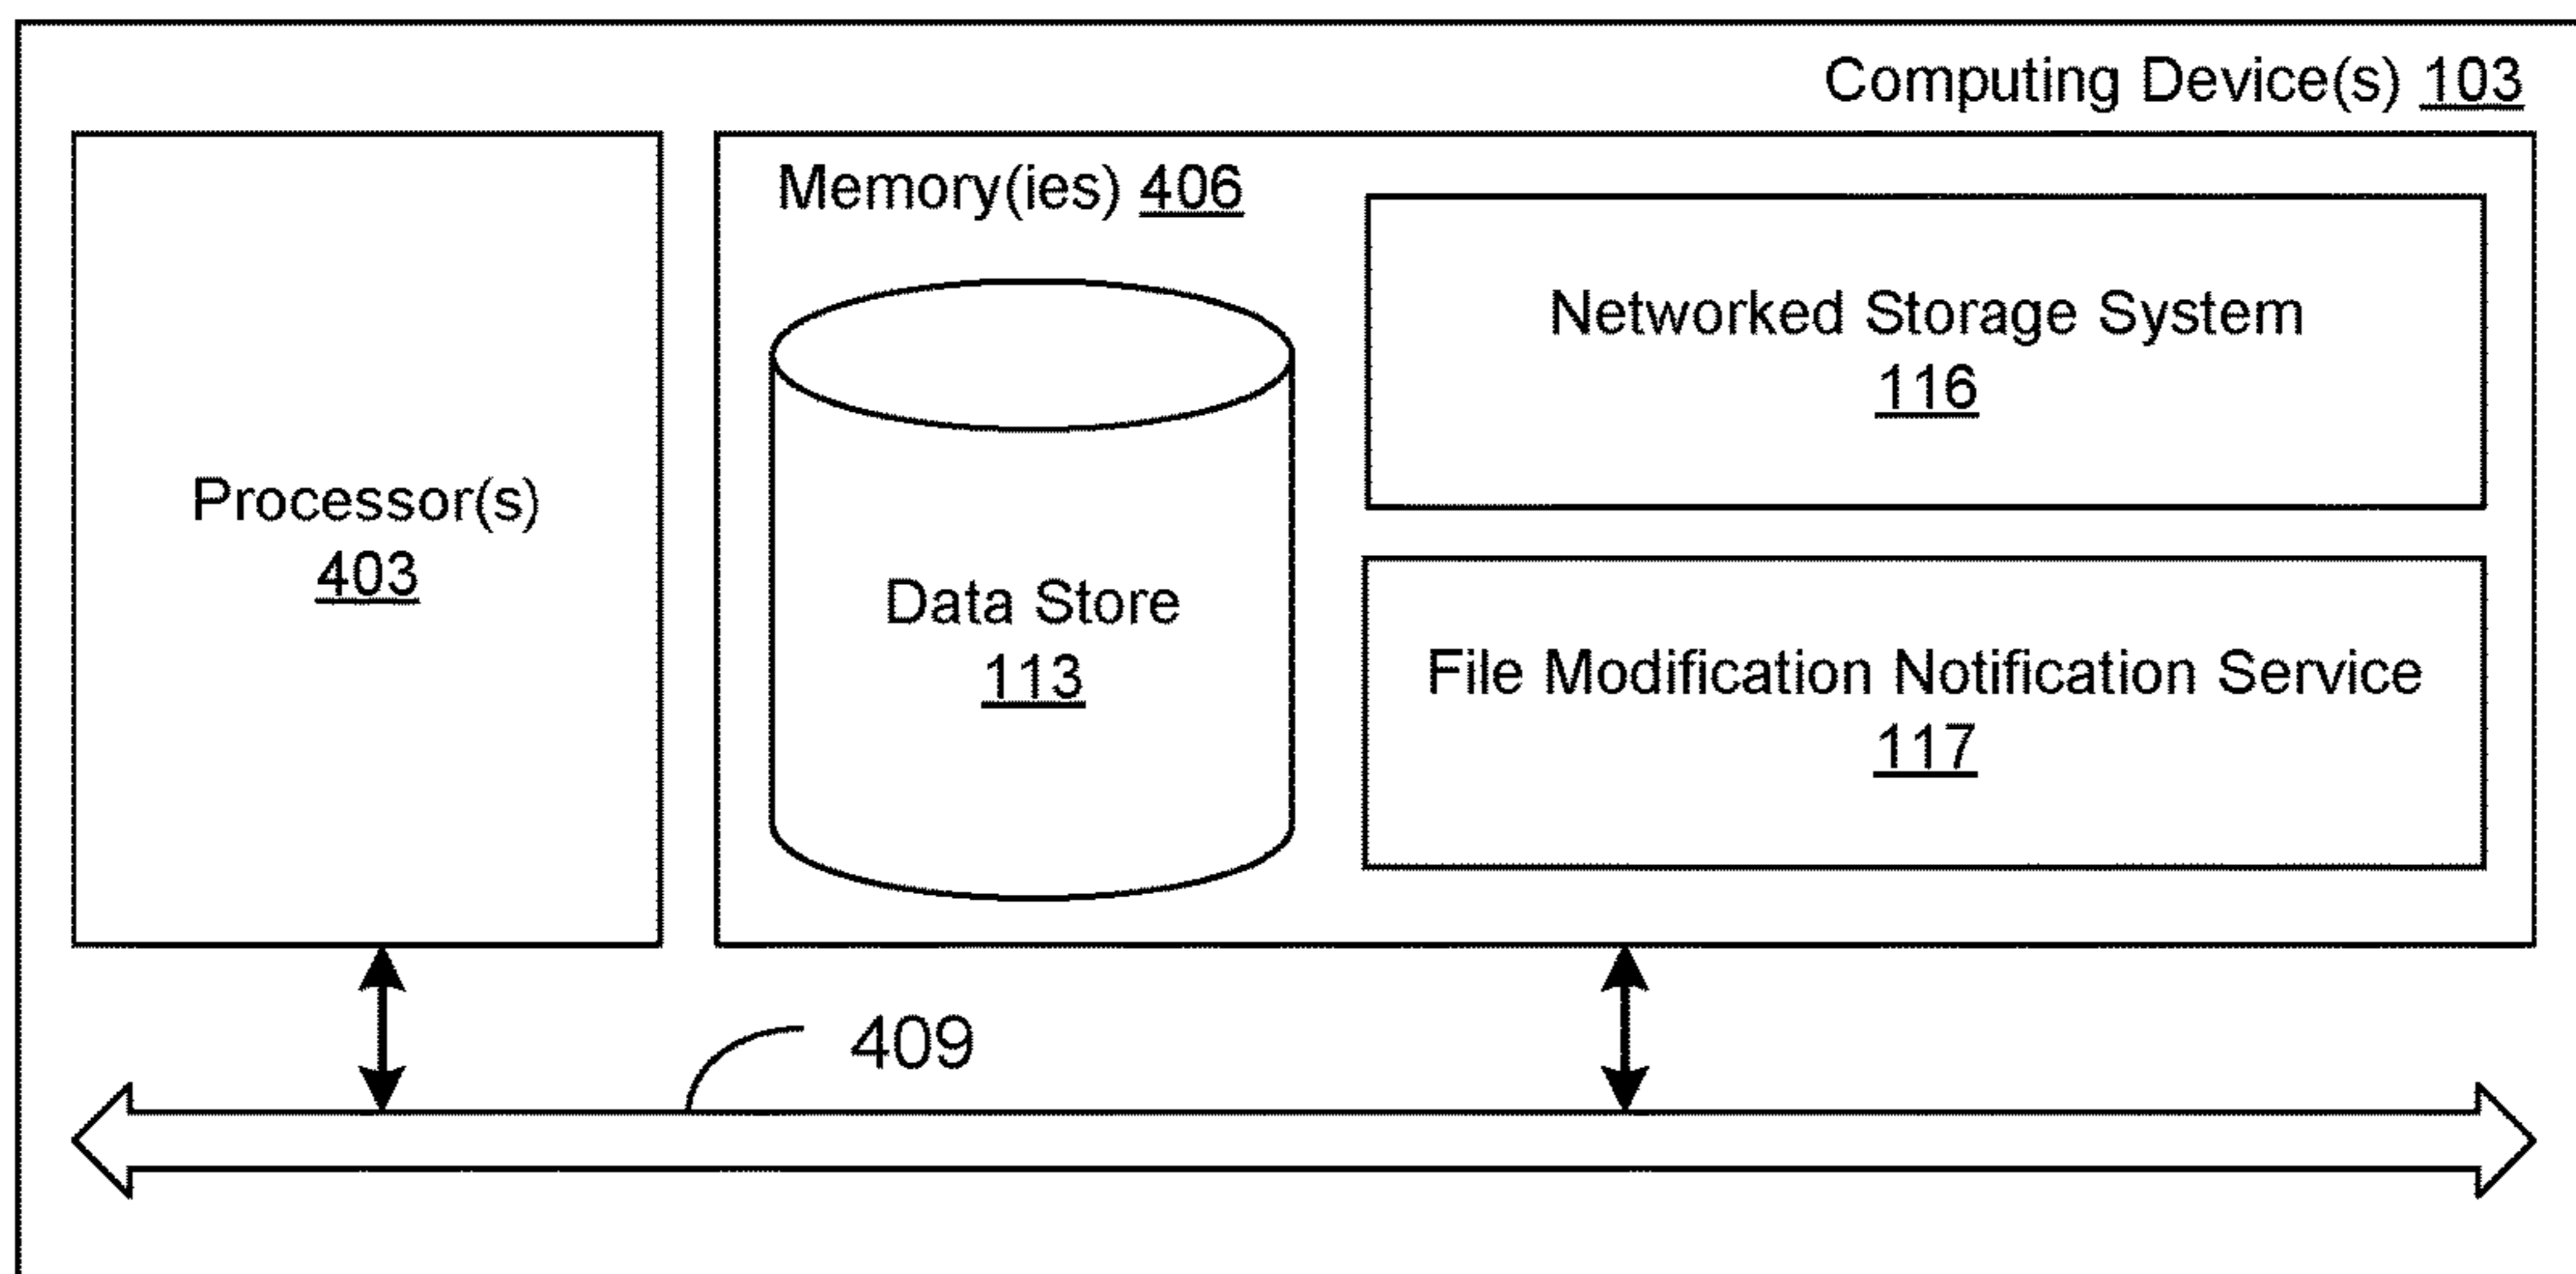 Computing Device(s) 103
Processor(s)
403
Memory(ies) 406
Data Store
113
Networked Storage System
116
File Modification Notification Service
117
409